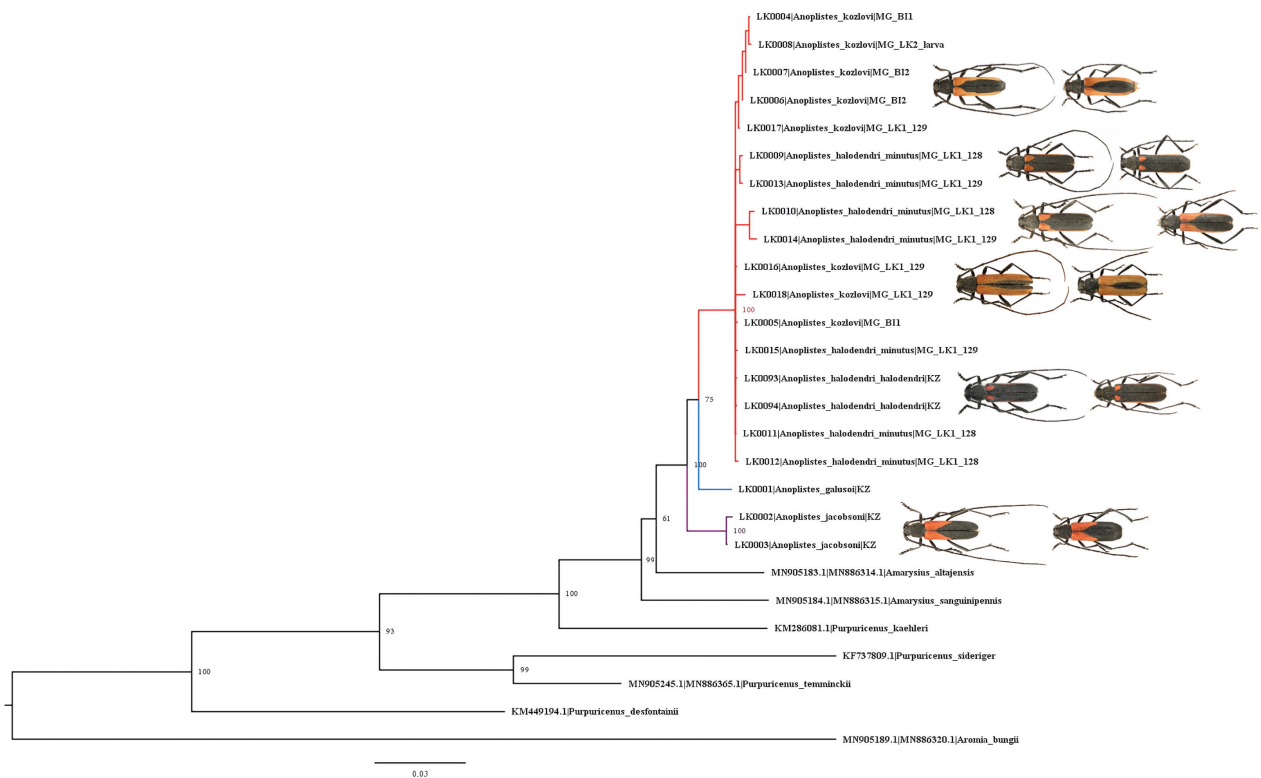 LK0004|Anoplistes_kozlovi|MG_BI1
LK0008|Anoplistes_kozlovi|MG_LK2_larva
LK0007|Anoplistes_kozlovi|MG_BI2
LK0006|Anoplistes_kozlovi|MG_BI2
LK0017|Anoplistes_kozlovi|MG_LK1_129
LK0009|Anoplistes_halodendri_minutus|MG_LK1_128
LK0013|Anoplistes_halodendri_minutus|MG_LK1_129
LK0010|Anoplistes_halodendri_minutus|MG_LK1_128
LK0014|Anoplistes_halodendri_minutus|MG_LK1_129
LK0016|Anoplistes_kozlovi|MG_LK1_129
LK0018|Anoplistes_kozlovi|MG_LK1_129
100
LK0005|Anoplistes_kozlovi|MG_BI1
LK0015|Anoplistes_halodendri_minutus|MG_LK1_129
LK0093|Anoplistes_halodendri_halodendri|KZ
75
LK0094|Anoplistes_halodendri_halodendri|KZ
LK0011|Anoplistes_halodendri_minutus|MG_LK1_128
LK0012|Anoplistes_halodendri_minutus|MG_LK1_128
100
LK0001|Anoplistes_galusoi|KZ
LK0002|Anoplistes_jacobsoni|KZ
61
100
LK0003|Anoplistes_jacobsoni|KZ
99
MN905183.1|MN886314.1|Amarysius_altajensis
100
MN905184.1|MN886315.1|Amarysius_sanguinipennis
KM286081.1|Purpuricenus_kaehleri
93
KF737809.1|Purpuricenus_sideriger
99
100
MN905245.1|MN886365.1|Purpuricenus_temminckii
KM449194.1|Purpuricenus_desfontainii
MN905189.1|MN886320.1|Aromia_bungii
0.03